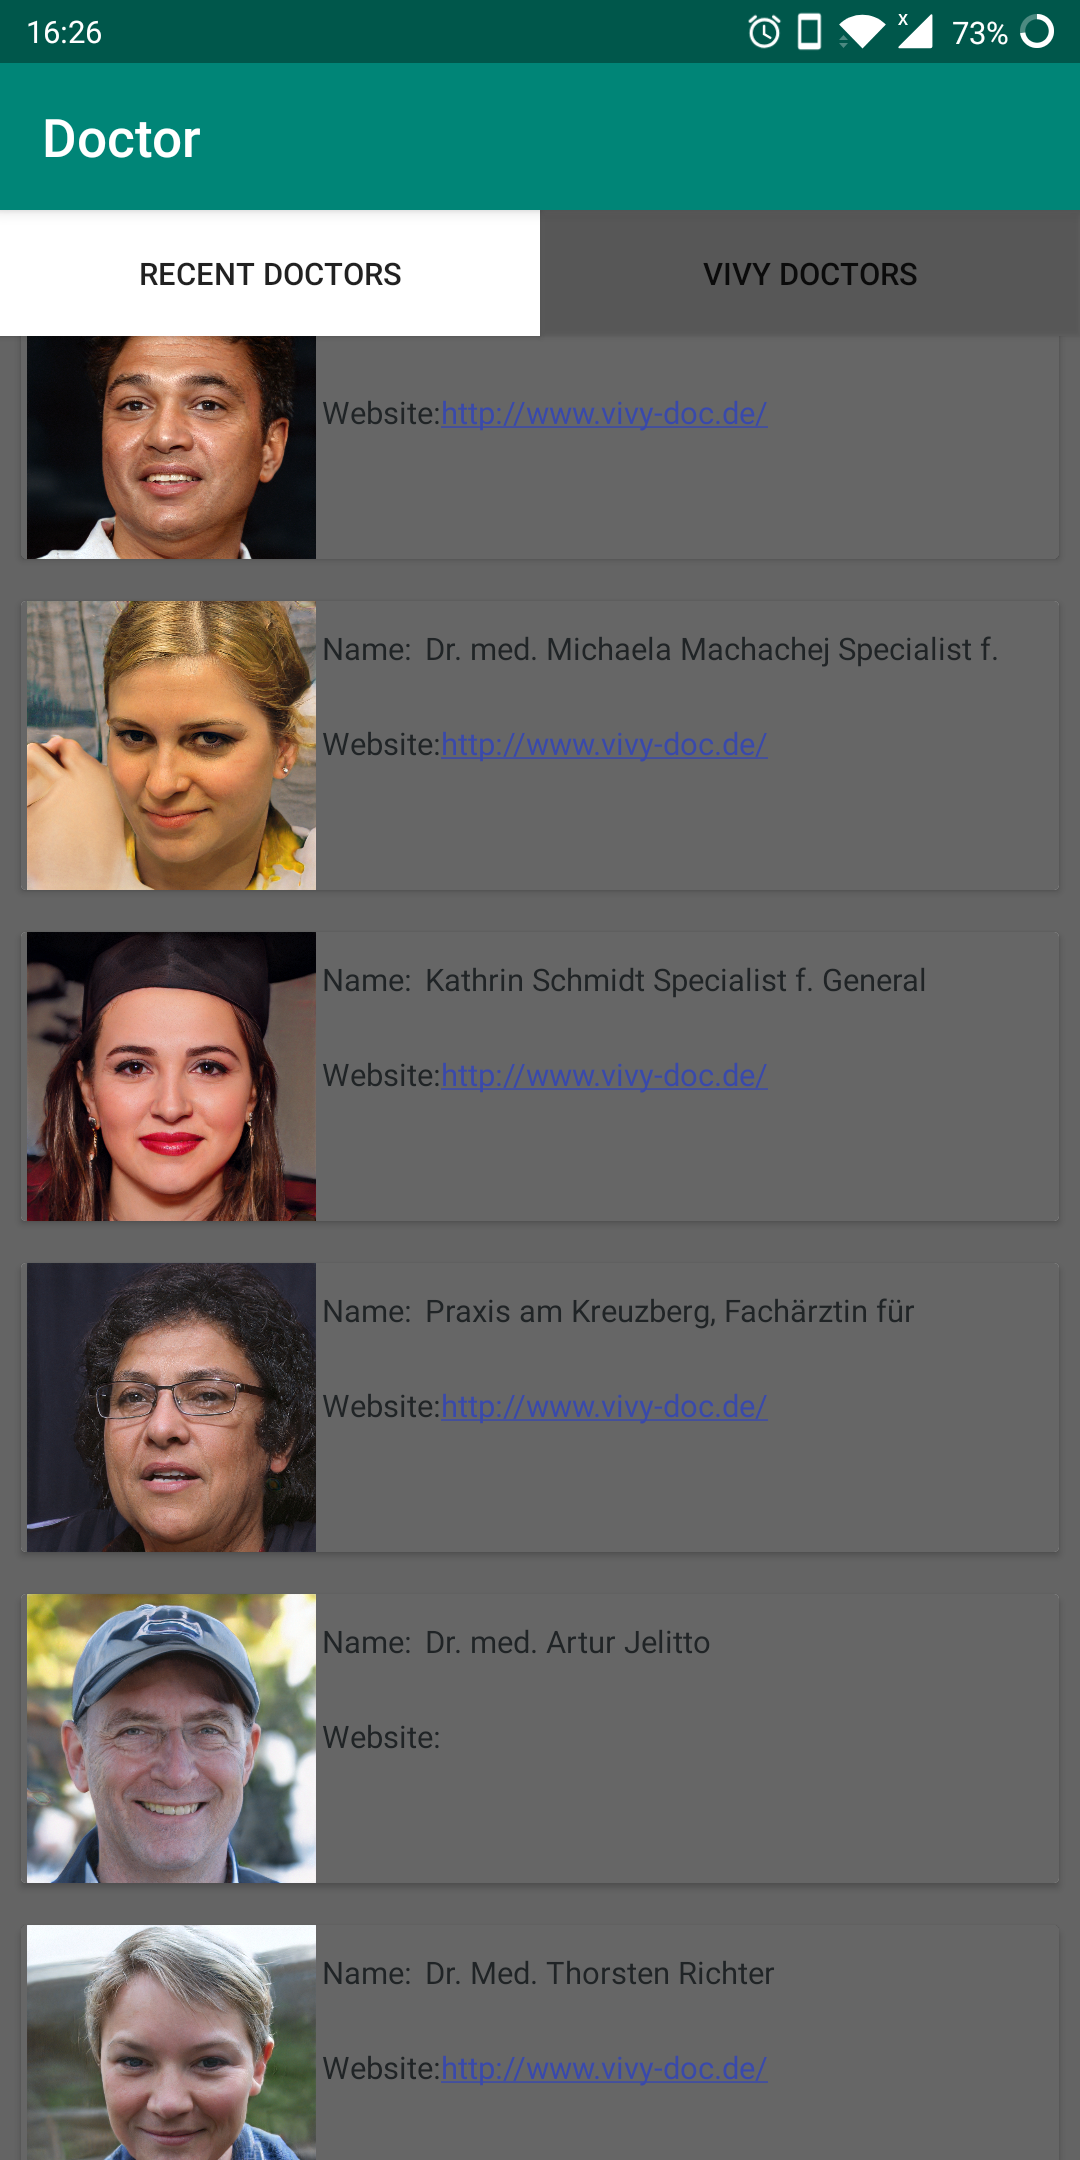 16:26
X
73%
Doctor
RECENT DOCTORS
VIVY DOCTORS
Website:http://www.vivy-doc.de/
Name: Dr. med. Michaela Machachej Specialist f.
Website:http://www.vivy-doc.de/
Name: Kathrin Schmidt Specialist f. General
Website:http://www.vivy-doc.de/
Name: Praxis am Kreuzberg, Fachärztin für
Website:http://www.vivy-doc.de/
Name: Dr. med. Artur Jelitto
Website:
Name: Dr. Med. Thorsten Richter
Website:http://www.vivy-doc.de/